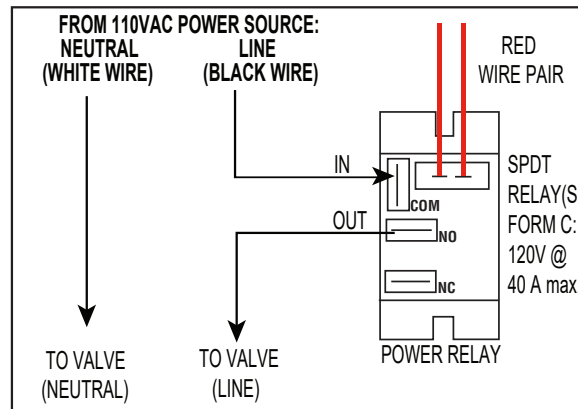 FROM 110VAC POWER SOURCE:
NEUTRAL
(WHITE WIRE)
LINE
(BLACK WIRE)
RED
WIRE PAIR
IN
COM
SPDT
RELAY(S
FORM C:
120V @
40 A max
OUT
NO
NC
TO VALVE
(NEUTRAL)
TO VALVE
(LINE)
POWER RELAY